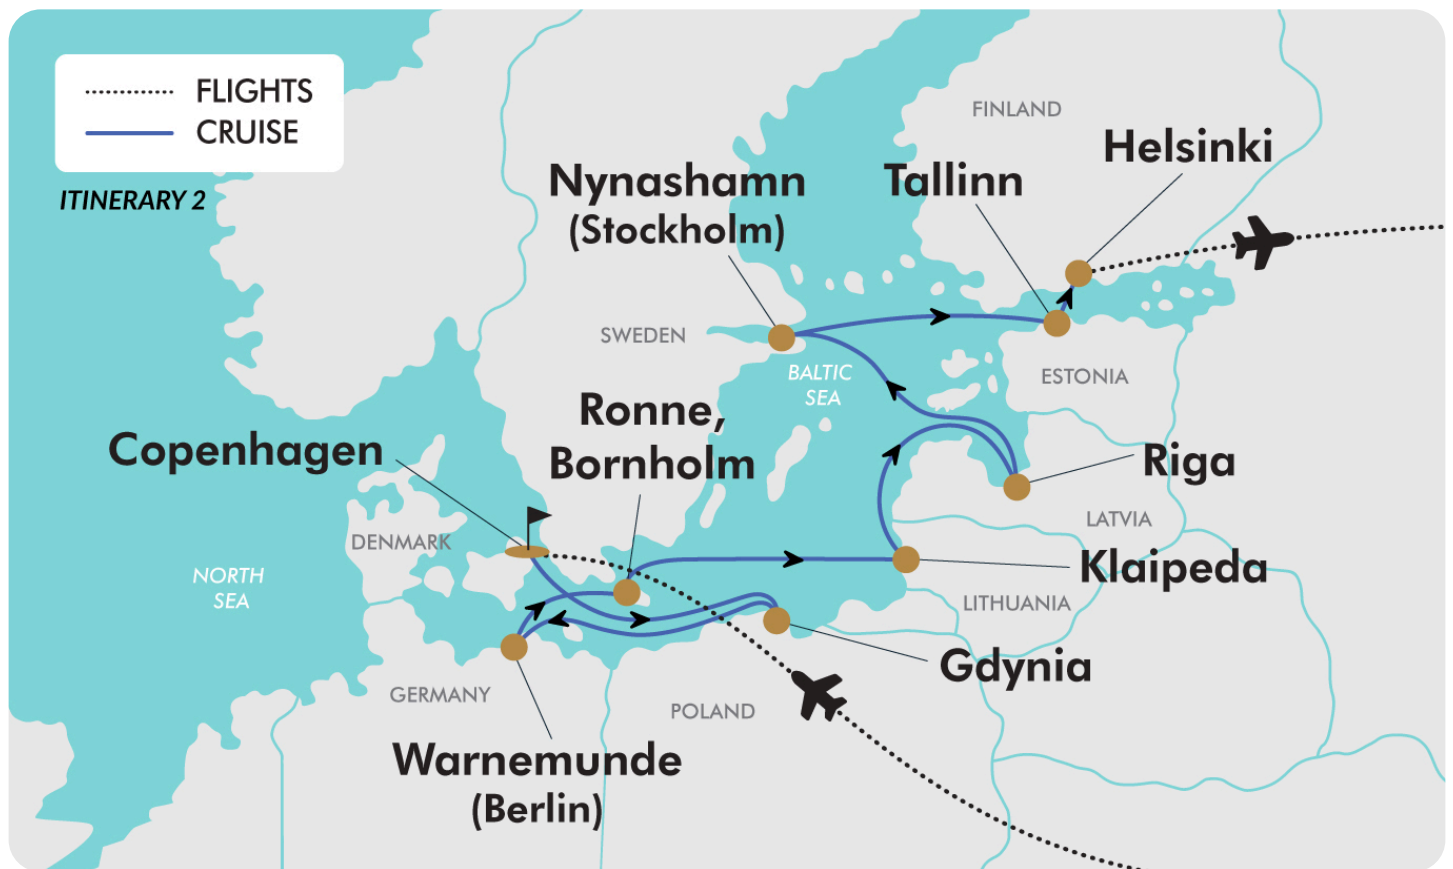 FLIGHTS
CRUISE
ITINERARY 2
FINLAND
Helsinki
Nynashamn
(Stockholm)
Tallinn
SWEDEN
BALTIC
SEA
ESTONIA
Ronne,
Bornholm
Copenhagen
Riga
LATVIA
DENMARK
NORTH
SEA
Klaipeda
LITHUANIA
Gdynia
GERMANY
POLAND
Warnemunde
(Berlin)